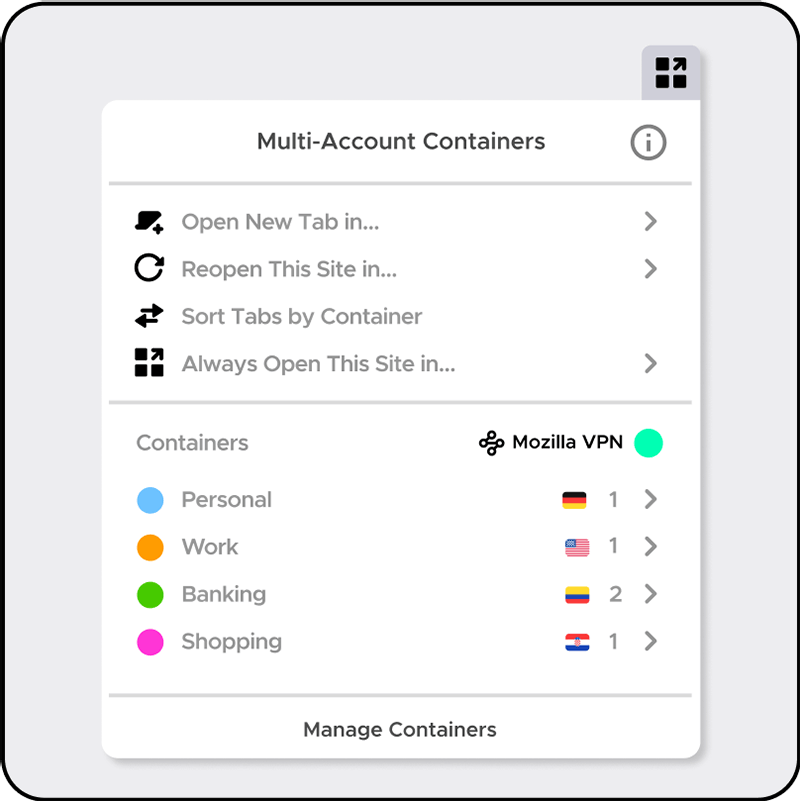 Multi-Account Containers
Open New Tab in...
Reopen This Site in...
Sort Tabs by Container
Always Open This Site in...
Containers Mozilla VPN
Personal 1
Work 1
Banking 2
Shopping 1
Manage Containers